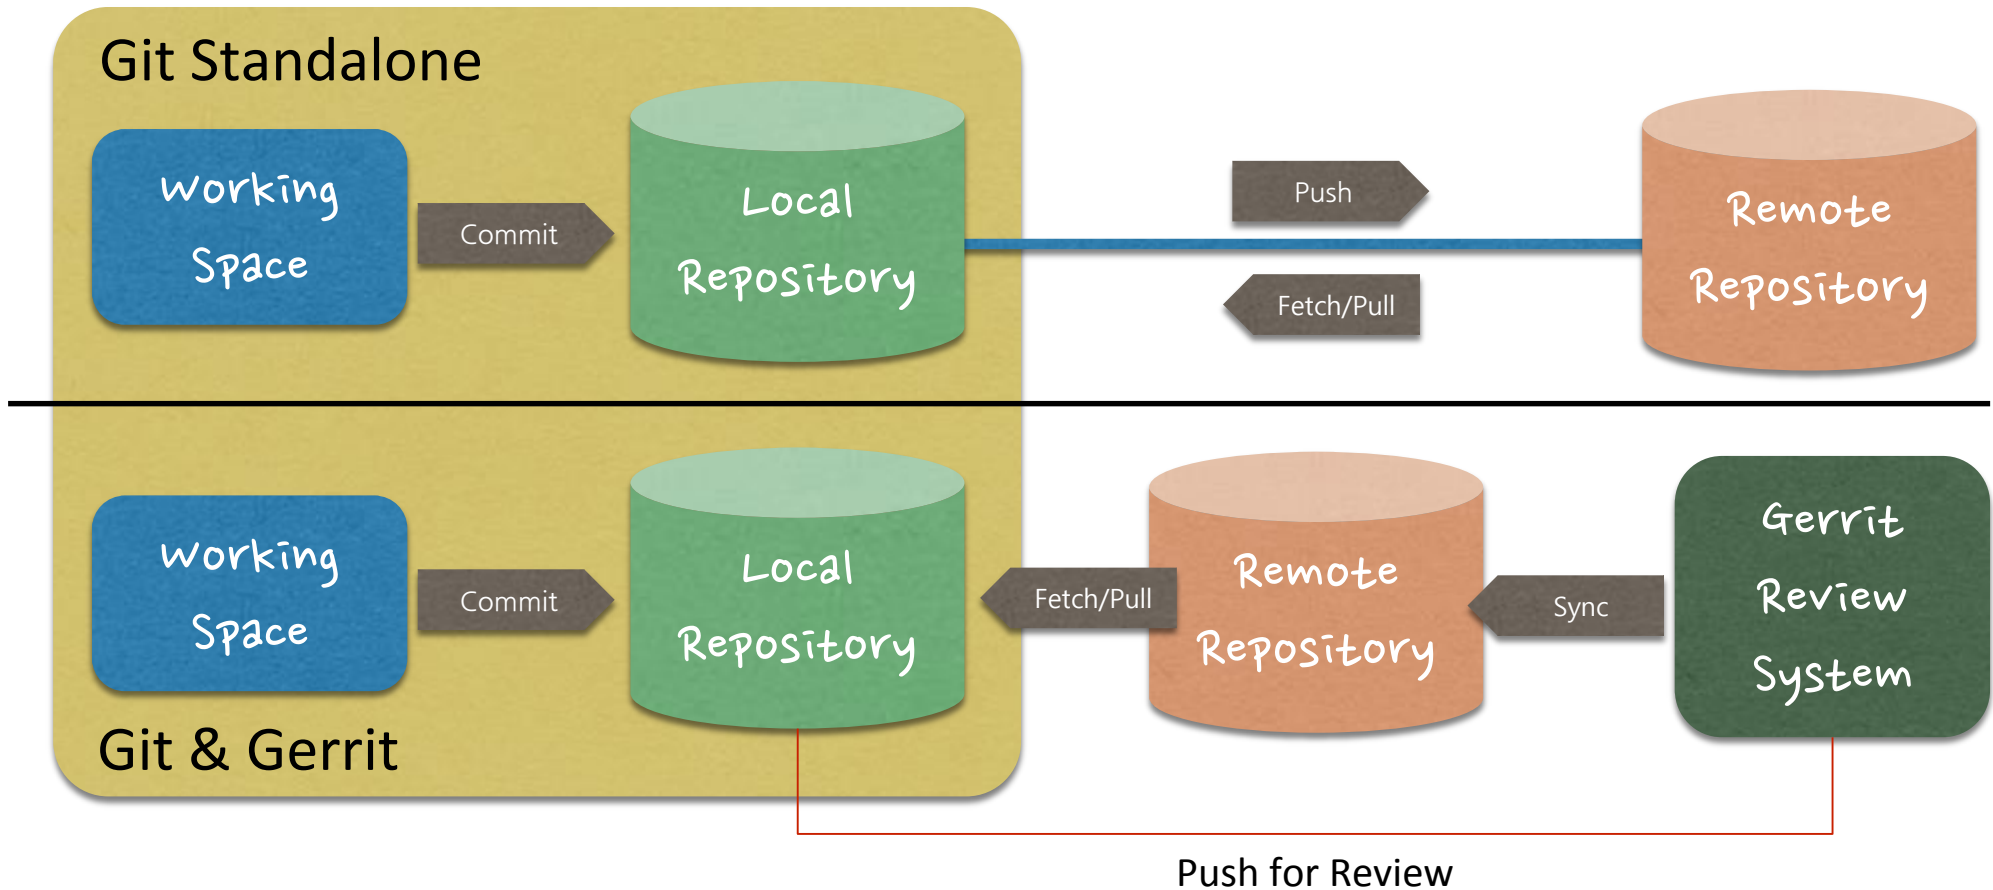 Git Standalone
Working
Space
Commit
Local
Repository
Push
Fetch/Pull
Remote
Repository
Working
Space
Commit
Local
Repository
Fetch/Pull
Remote
Repository
Sync
Gerrit
Review
System
Git & Gerrit
Push for Review